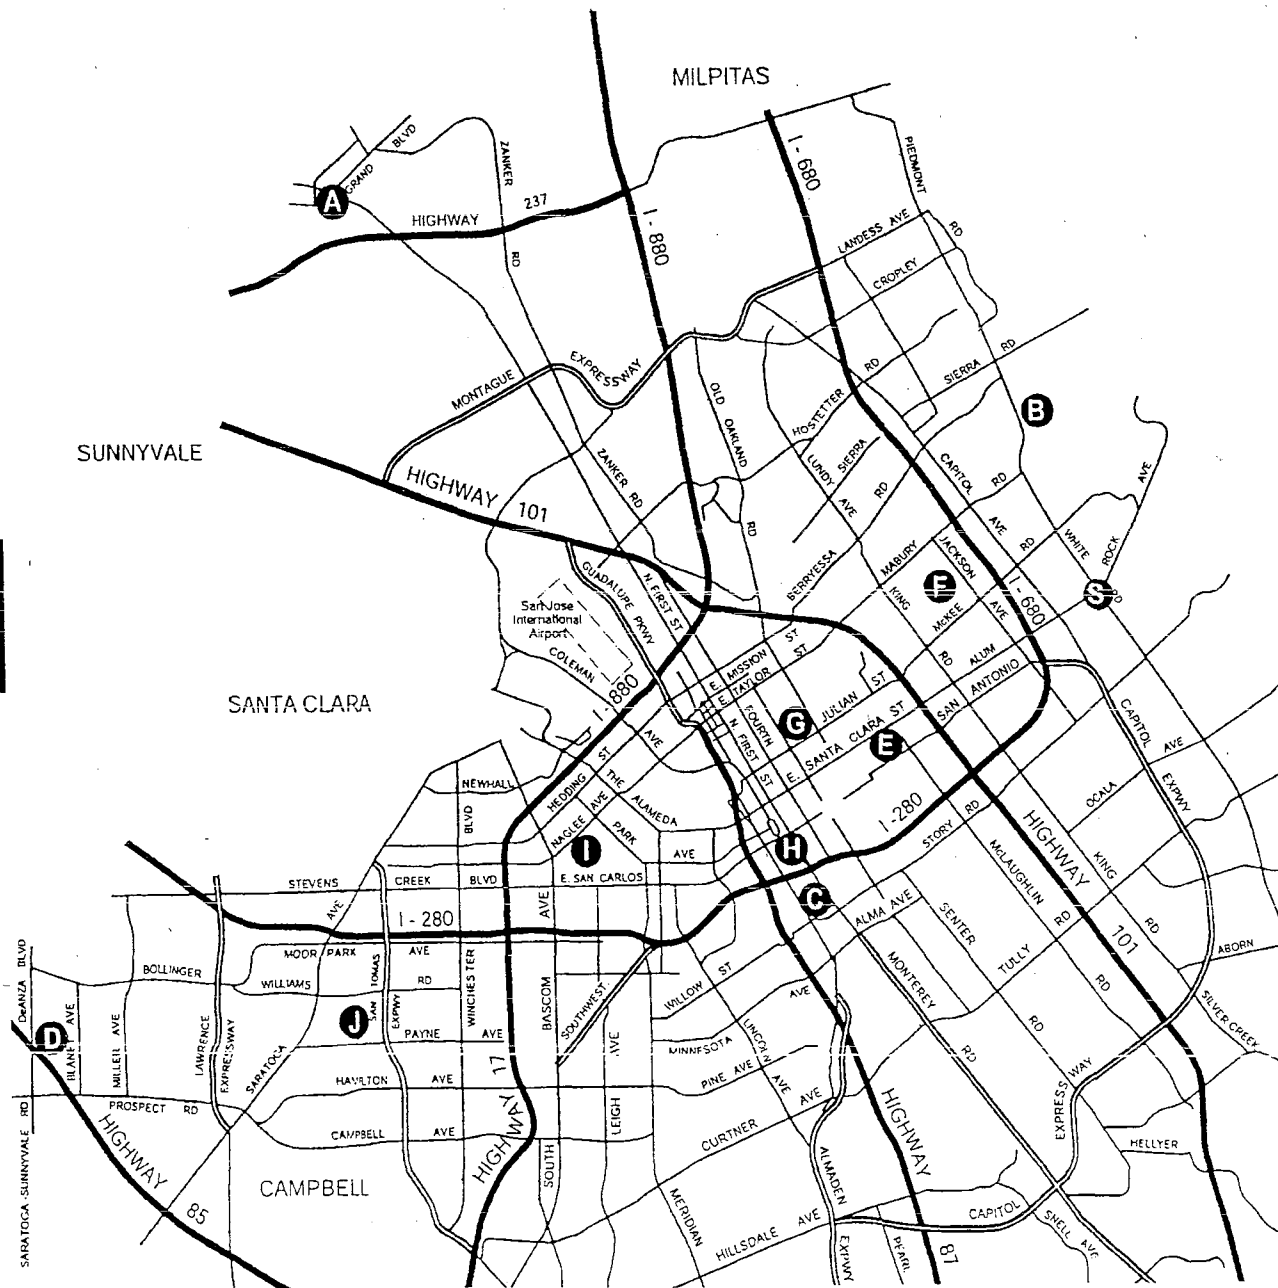 MILPITAS
GRAND BLVD
ZANKER
RD
A
HIGHWAY 237
I - 880
I - 680
PIEDMONT
RD
LANDESS AVE
CROPLEY
SIERRA RD
MONTAGUE EXPRESSWAY
OLD OAKLAND
RD
HOSTETTER RD
B
SUNNYVALE
HIGHWAY 101
ZANKER RD
LUNDY AVE
SIERRA
RD
CAPITOL
AVE
RD
WHITE
RD
ROCK AVE
BERRYESSA
MABURY
RD
JACKSON
AVE
F
KING
RD
McKEE
I - 680
S
ALUM
SAN ANTONIO
GUADALUPE PKWY
N. FIRST ST
San Jose
International
Airport
COLEMAN
AVE
E. MISSION ST
E. TAYLOR ST
SANTA CLARA
I - 880
FOURTH
N. FIRST ST
G
JULIAN ST
E. SANTA CLARA ST
E
CAPITOL EXPWY
AVE
OCALA
NEWHALL
HEDDING ST
THE ALAMEDA
NAGLEE AVE
PARK
AVE
BLVD
I
H
I-280
STORY RD
HIGHWAY 101
McLAUGHLIN
RD
KING
RD
STEVENS CREEK BLVD
E. SAN CARLOS
AVE
I - 280
AVE
C
ALMA AVE
SENTER
RD
TULLY RD
ABORN
SARATOGA-SUNNYVALE RD
DeANZA BLVD
BOLLINGER
MOOR PARK AVE
WILLIAMS RD
SAN TOMAS EXPWY
WINCHESTER
BASCOM
SOUTHWEST
WILLOW ST
MONTEREY
RD
SILVER CREEK
D
BLANEY AVE
MILLER AVE
LAWRENCE EXPRESSWAY
SARATOGA
J
PAYNE AVE
17
AVE
MINNESOTA
AVE
LINCOLN
AVE
HAMILTON AVE
PINE AVE
PROSPECT RD
LEIGH
CAMPBELL AVE
CURTNER AVE
EXPRESS WAY
HELLYER
HIGHWAY
HIGHWAY 85
CAMPBELL
SOUTH
MERIDIAN
ALMADEN EXPWY
HIGHWAY 87
CAPITOL
SNELL AVE
HILLSDALE AVE
PEARL